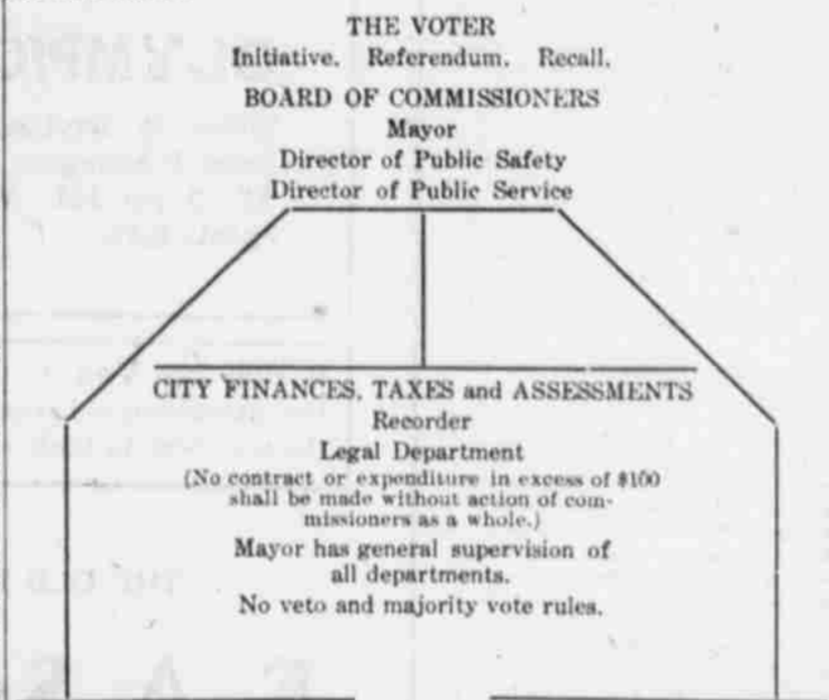 THE VOTER
Initiative. Referendum. Recall.
BOARD OF COMMISSIONERS
Mayor
Director of Public Safety
Director of Public Service
CITY FINANCES, TAXES and ASSESSMENTS
Recorder
Legal Department
(No contract or expenditure in excess of $100
shall be made without action of com-
missioners as a whole.)
Mayor has general supervision of
all departments.
No veto and majority vote rules.